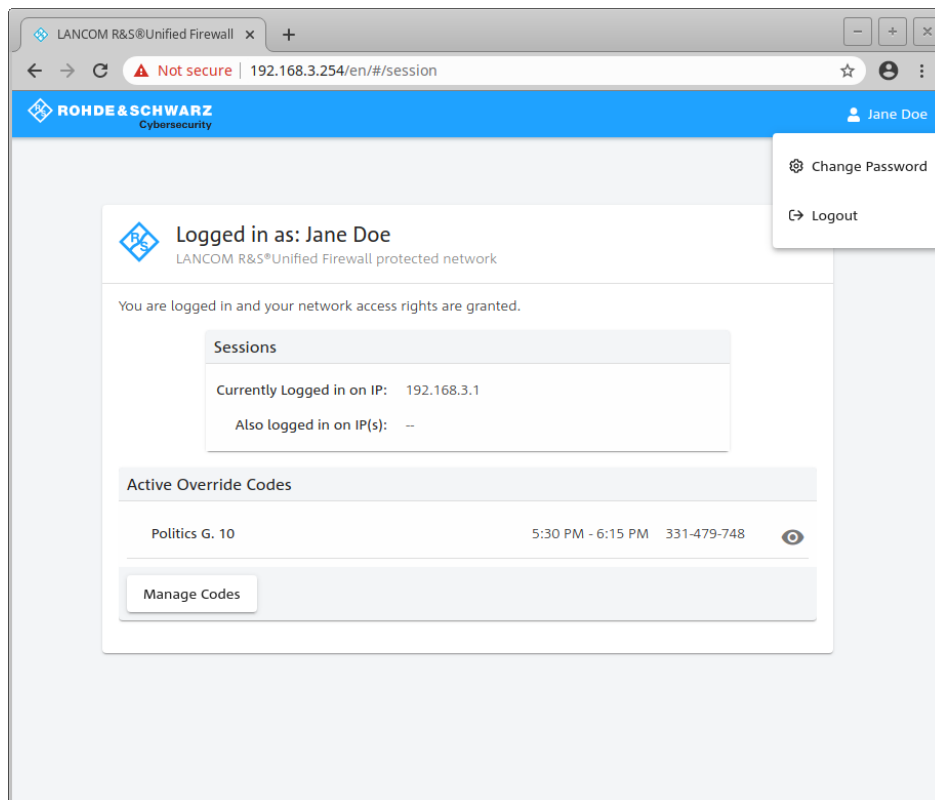 LANCOM R&S®Unified Firewall
Not secure | 192.168.3.254/en/#/session
R S ROHDE & SCHWARZ
Cybersecurity
Jane Doe
Change Password
Logout
R S
Logged in as: Jane Doe
LANCOM R&S®Unified Firewall protected network
You are logged in and your network access rights are granted.
Sessions
Currently Logged in on IP: 192.168.3.1
Also logged in on IP(s): --
Active Override Codes
Politics G. 10 5:30 PM - 6:15 PM 331-479-748
Manage Codes